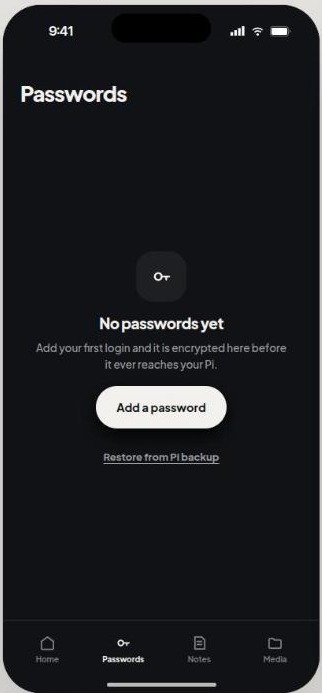 9:41
Passwords
No passwords yet
Add your first login and it is encrypted here before
it ever reaches your Pi.
Add a password
Restore from Pi backup
Home
Passwords
Notes
Media